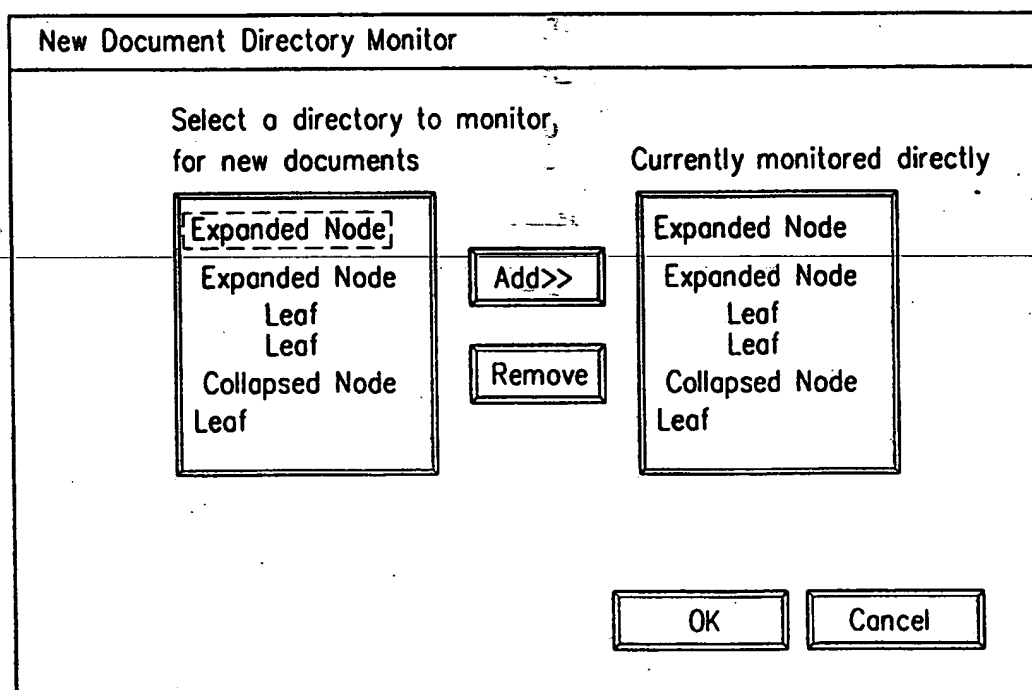 New Document Directory Monitor
Select a directory to monitor,
for new documents
Expanded Node
Expanded Node
Leaf
Leaf
Collapsed Node
Leaf
Add>>
Remove
Currently monitored directly
Expanded Node
Expanded Node
Leaf
Leaf
Collapsed Node
Leaf
OK
Cancel